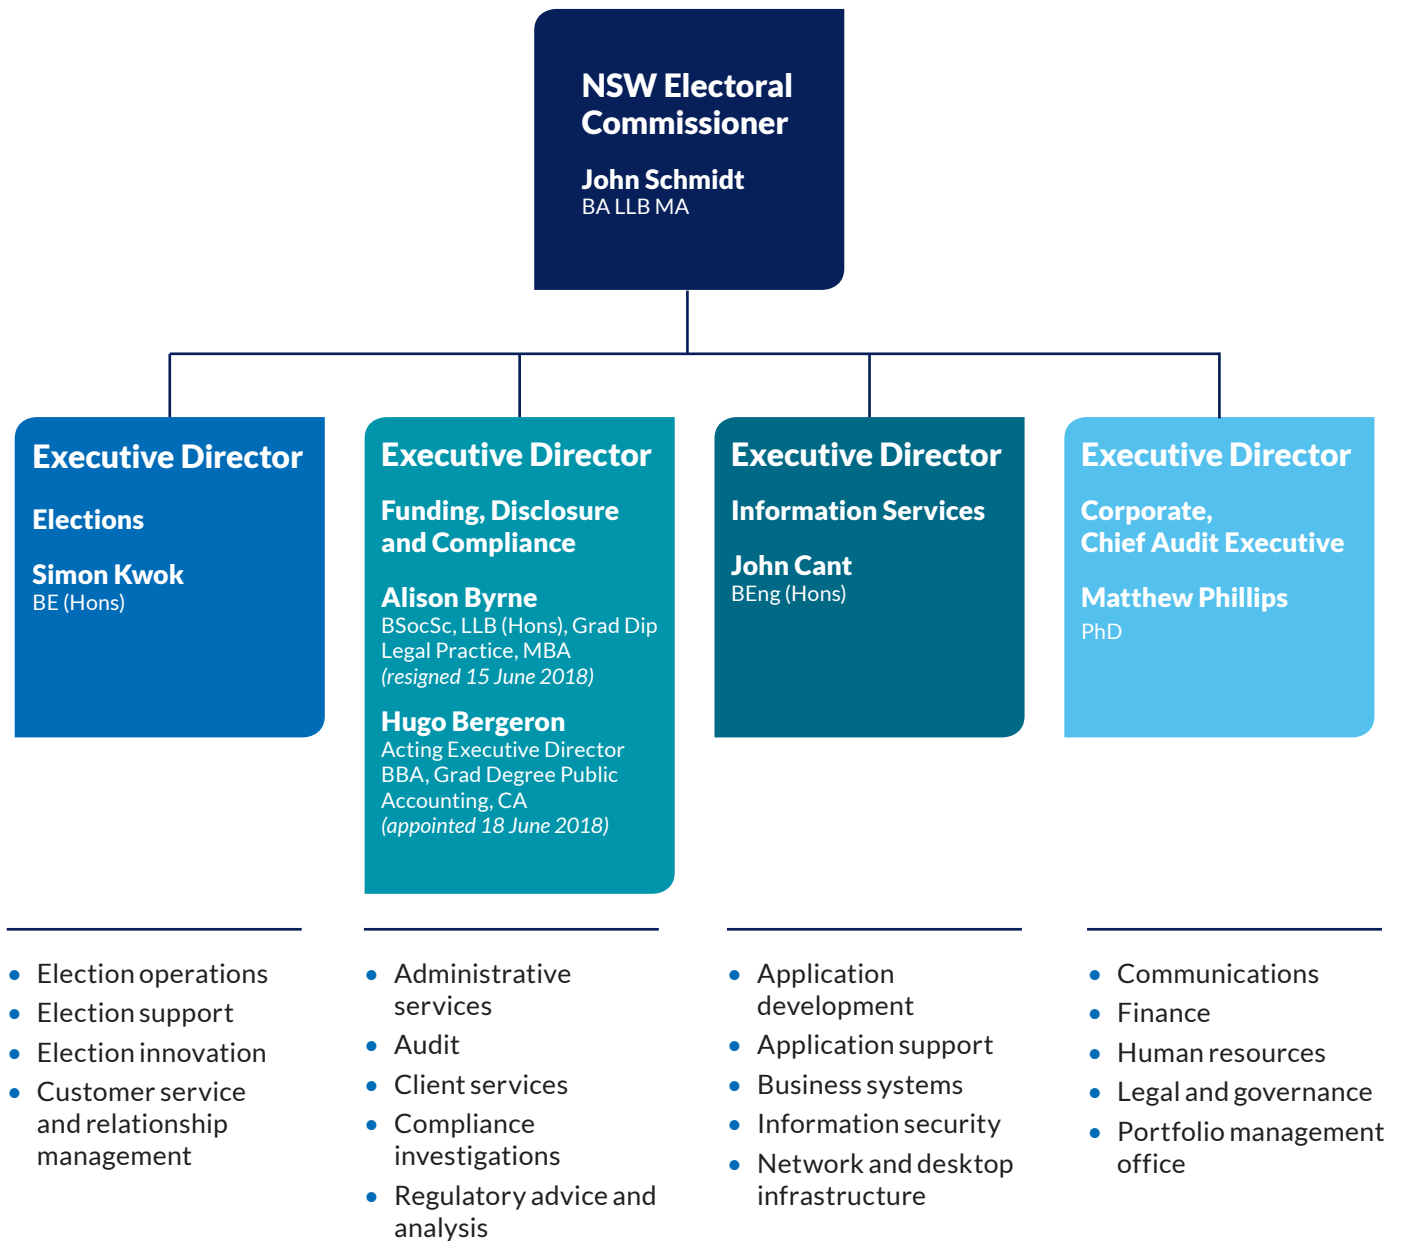 NSW Electoral
Commissioner
John Schmidt
BA LLB MA
Executive Director
Elections
Simon Kwok
BE (Hons)
Executive Director
Funding, Disclosure
and Compliance
Alison Byrne
BSocSc, LLB (Hons), Grad Dip
Legal Practice, MBA
(resigned 15 June 2018)
Hugo Bergeron
Acting Executive Director
BBA, Grad Degree Public
Accounting, CA
(appointed 18 June 2018)
Executive Director
Information Services
John Cant
BEng (Hons)
Executive Director
Corporate,
Chief Audit Executive
Matthew Phillips
PhD
• Election operations
• Election support
• Election innovation
• Customer service
and relationship
management
• Administrative
services
• Audit
• Client services
• Compliance
investigations
• Regulatory advice and
analysis
• Application
development
• Application support
• Business systems
• Information security
• Network and desktop
infrastructure
• Communications
• Finance
• Human resources
• Legal and governance
• Portfolio management
office